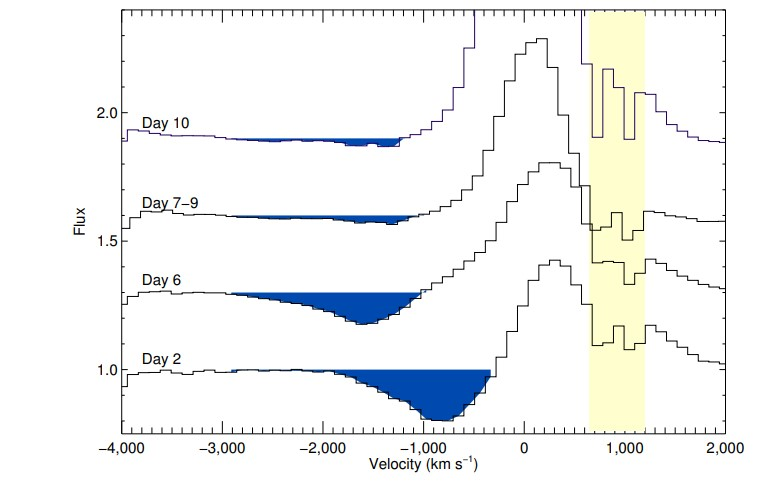 Day 10
2.0
Day 7–9
Flux
1.5
Day 6
Day 2
1.0
–4,000 –3,000 –2,000 –1,000 0 1,000 2,000
Velocity (km s⁻¹)